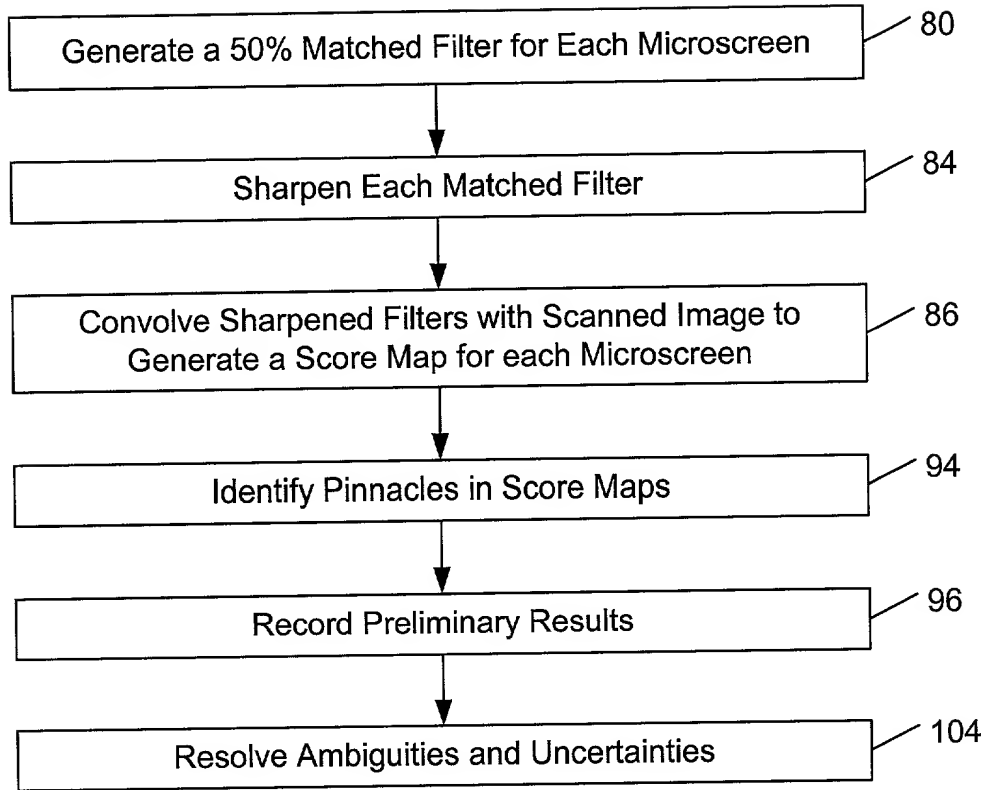 Generate a 50% Matched Filter for Each Microscreen
80
Sharpen Each Matched Filter
84
Convolve Sharpened Filters with Scanned Image to
Generate a Score Map for each Microscreen
86
Identify Pinnacles in Score Maps
94
Record Preliminary Results
96
Resolve Ambiguities and Uncertainties
104